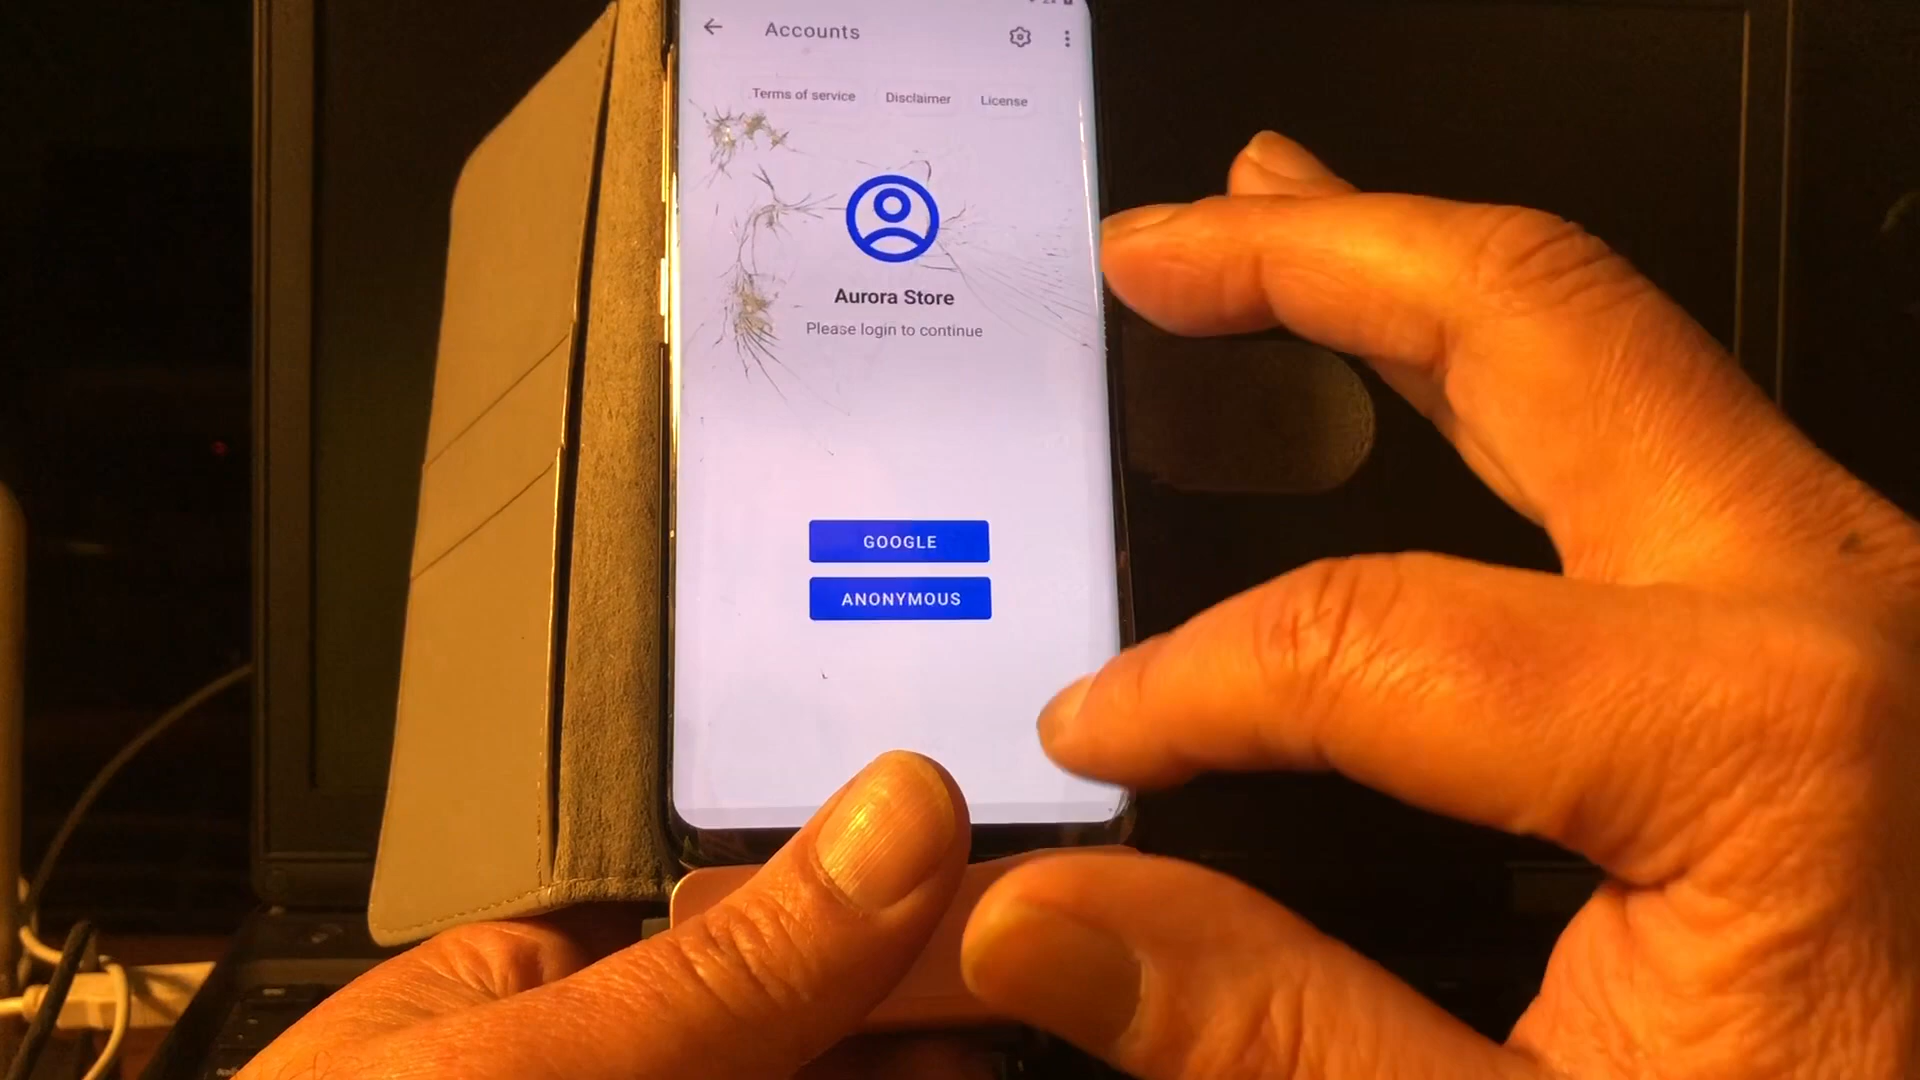 Accounts
Terms of service
Disclaimer
License
Aurora Store
Please login to continue
GOOGLE
ANONYMOUS